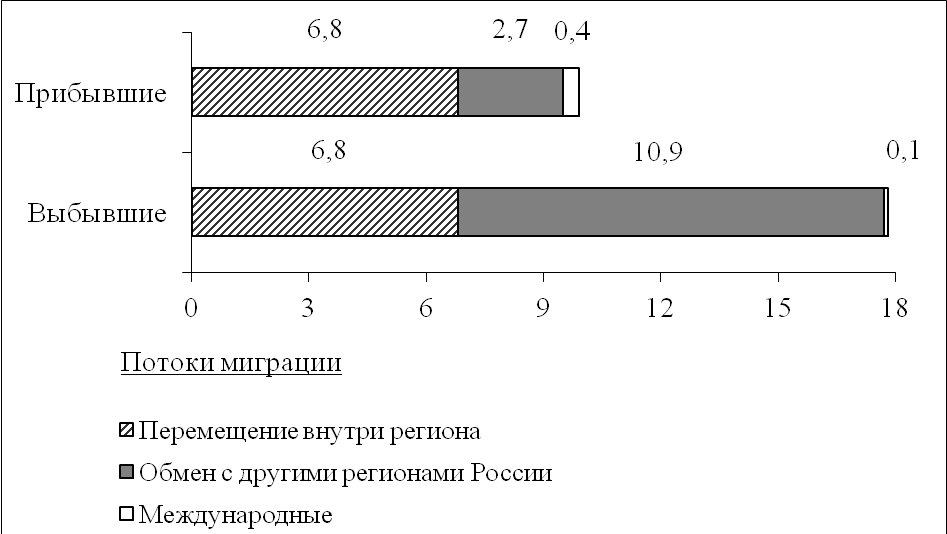 6,8 2,7 0,4
Прибывшие
6,8 10,9 0,1
Выбывшие
0 3 6 9 12 15 18
Потоки миграции
Перемещение внутри региона
Обмен с другими регионами России
Международные